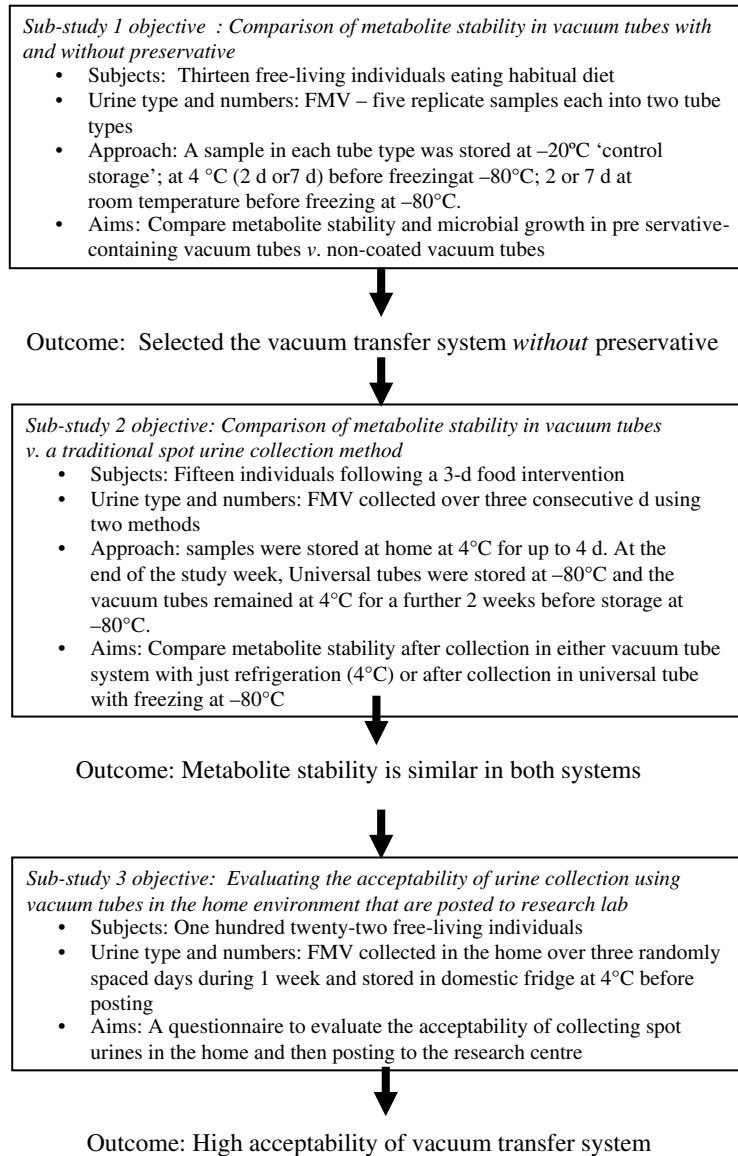 Sub-study 1 objective : Comparison of metabolite stability in vacuum tubes with
and without preservative
• Subjects: Thirteen free-living individuals eating habitual diet
• Urine type and numbers: FMV – five replicate samples each into two tube
types
• Approach: A sample in each tube type was stored at –20ºC ‘control
storage’; at 4 °C (2 d or7 d) before freezingat –80°C; 2 or 7 d at
room temperature before freezing at –80°C.
• Aims: Compare metabolite stability and microbial growth in pre servative-
containing vacuum tubes v. non-coated vacuum tubes
Outcome: Selected the vacuum transfer system without preservative
Sub-study 2 objective: Comparison of metabolite stability in vacuum tubes
v. a traditional spot urine collection method
• Subjects: Fifteen individuals following a 3-d food intervention
• Urine type and numbers: FMV collected over three consecutive d using
two methods
• Approach: samples were stored at home at 4°C for up to 4 d. At the
end of the study week, Universal tubes were stored at –80°C and the
vacuum tubes remained at 4°C for a further 2 weeks before storage at
–80°C.
• Aims: Compare metabolite stability after collection in either vacuum tube
system with just refrigeration (4°C) or after collection in universal tube
with freezing at –80°C
Outcome: Metabolite stability is similar in both systems
Sub-study 3 objective: Evaluating the acceptability of urine collection using
vacuum tubes in the home environment that are posted to research lab
• Subjects: One hundred twenty-two free-living individuals
• Urine type and numbers: FMV collected in the home over three randomly
spaced days during 1 week and stored in domestic fridge at 4°C before
posting
• Aims: A questionnaire to evaluate the acceptability of collecting spot
urines in the home and then posting to the research centre
Outcome: High acceptability of vacuum transfer system